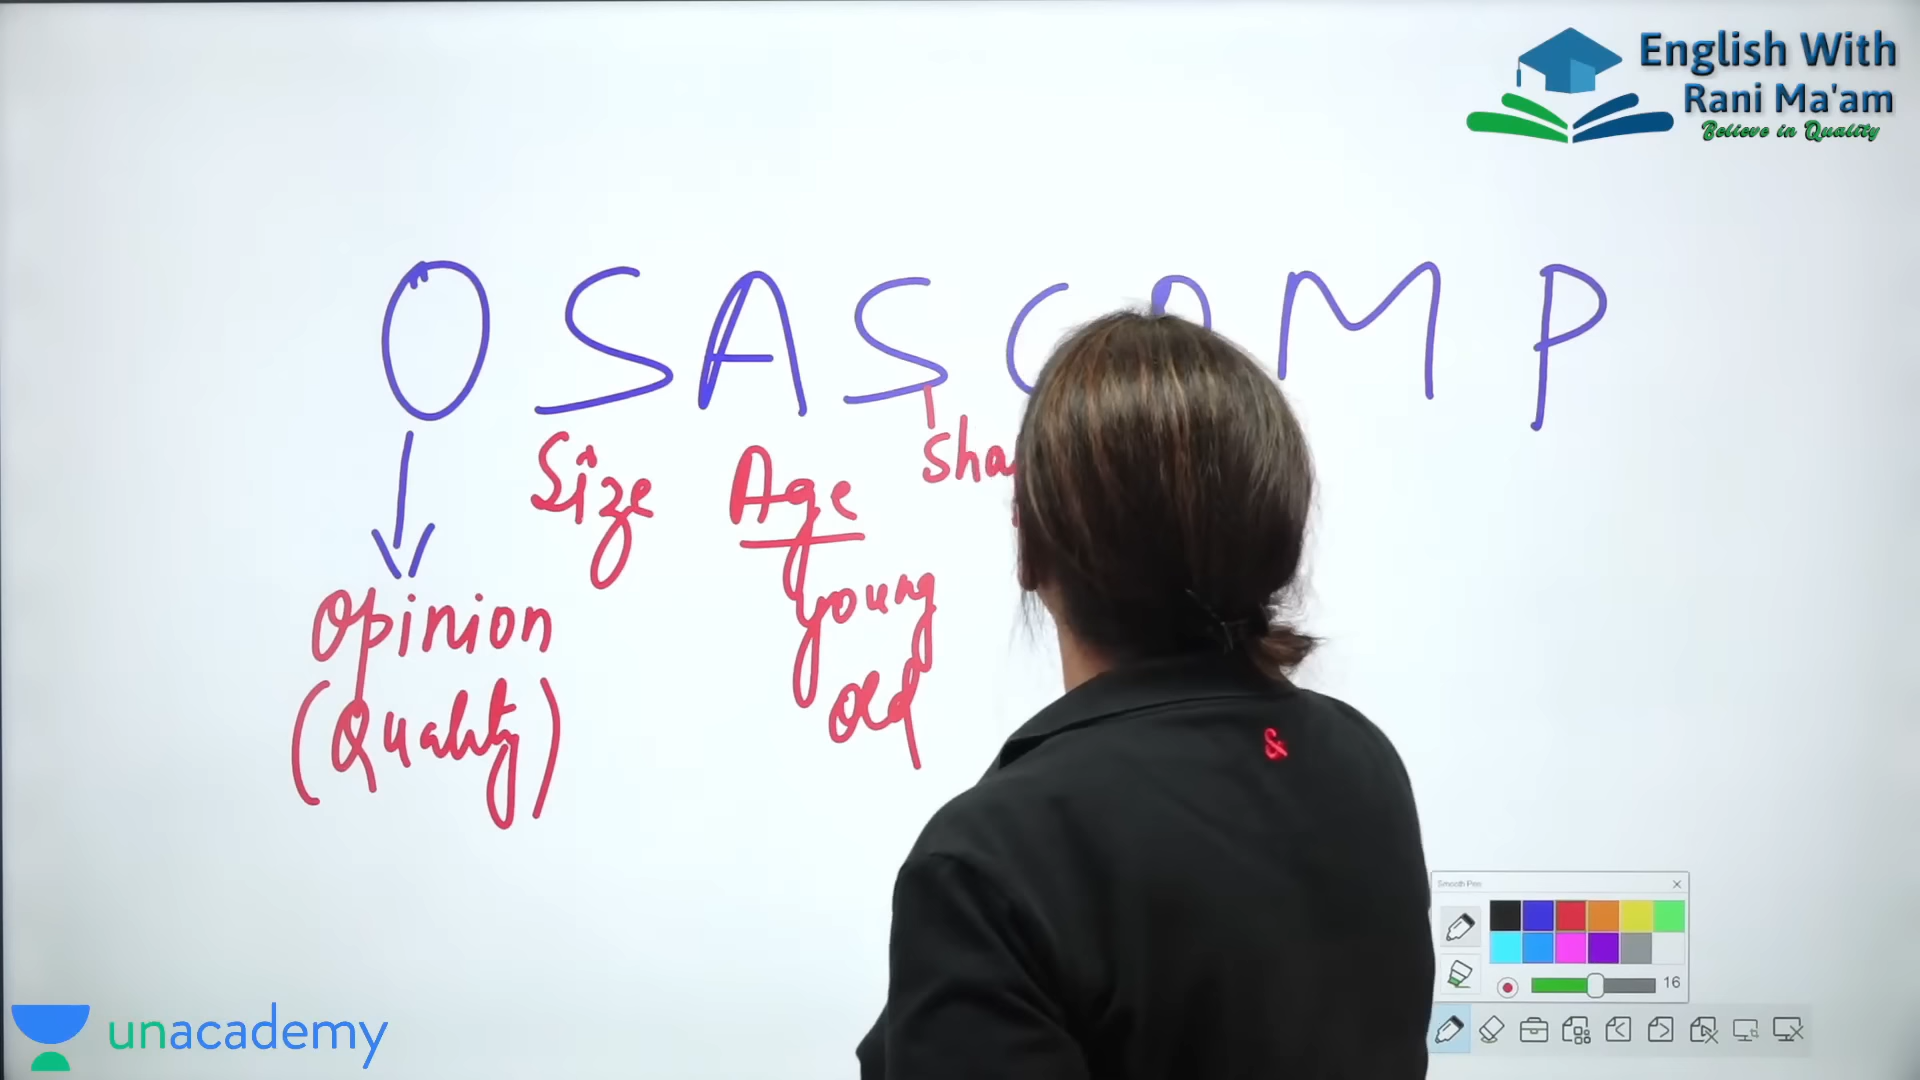 English With
Rani Ma'am
Believe in Quality
O S A S C O M P
Size Age Sha
young
old
Opinion
(Quality)
&
Smooth Pen
16
unacademy